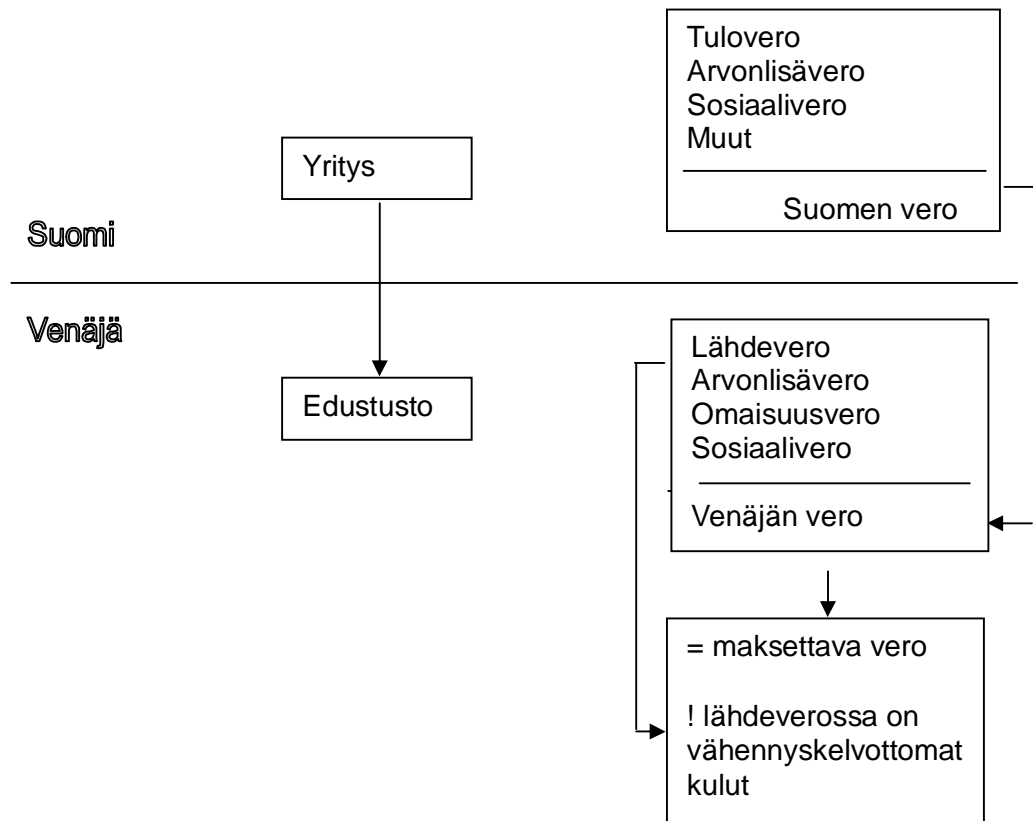 Tulovero
Arvonlisävero
Sosiaalivero
Muut
Suomen vero
Yritys
Suomi
Venäjä
Edustusto
Lähdevero
Arvonlisävero
Omaisuusvero
Sosiaalivero
Venäjän vero
= maksettava vero
! lähdeverossa on
vähennyskelvottomat
kulut